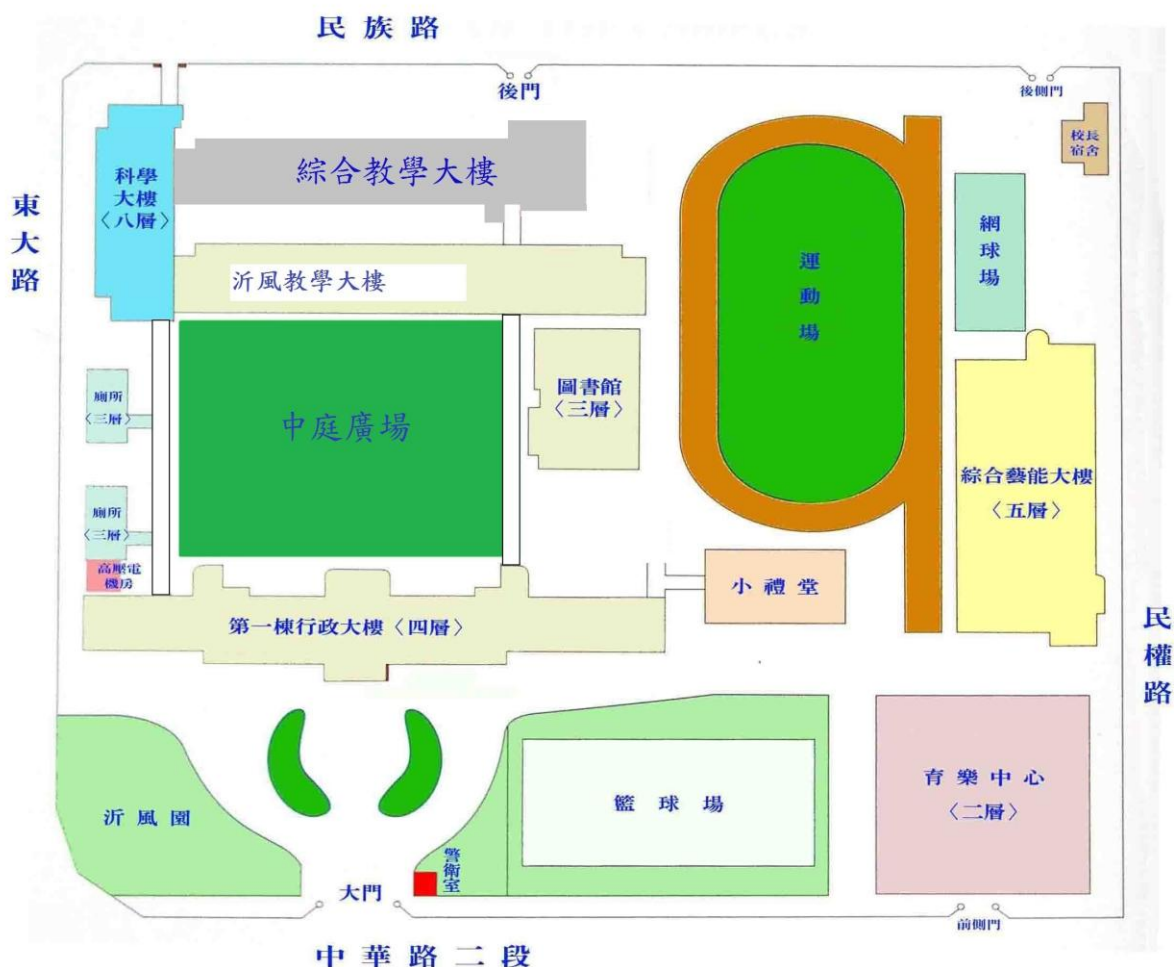 民族路
後門
後側門
校長
宿舍
科學
大樓
〈八層〉
綜合教學大樓
東大路
網球場
運動場
沂風教學大樓
廁所
〈三層〉
圖書館
〈三層〉
中庭廣場
綜合藝能大樓
〈五層〉
廁所
〈三層〉
高壓電
機房
小禮堂
第一棟行政大樓〈四層〉
民權路
育樂中心
〈二層〉
籃球場
沂風園
警衛室
大門
前側門
中華路二段